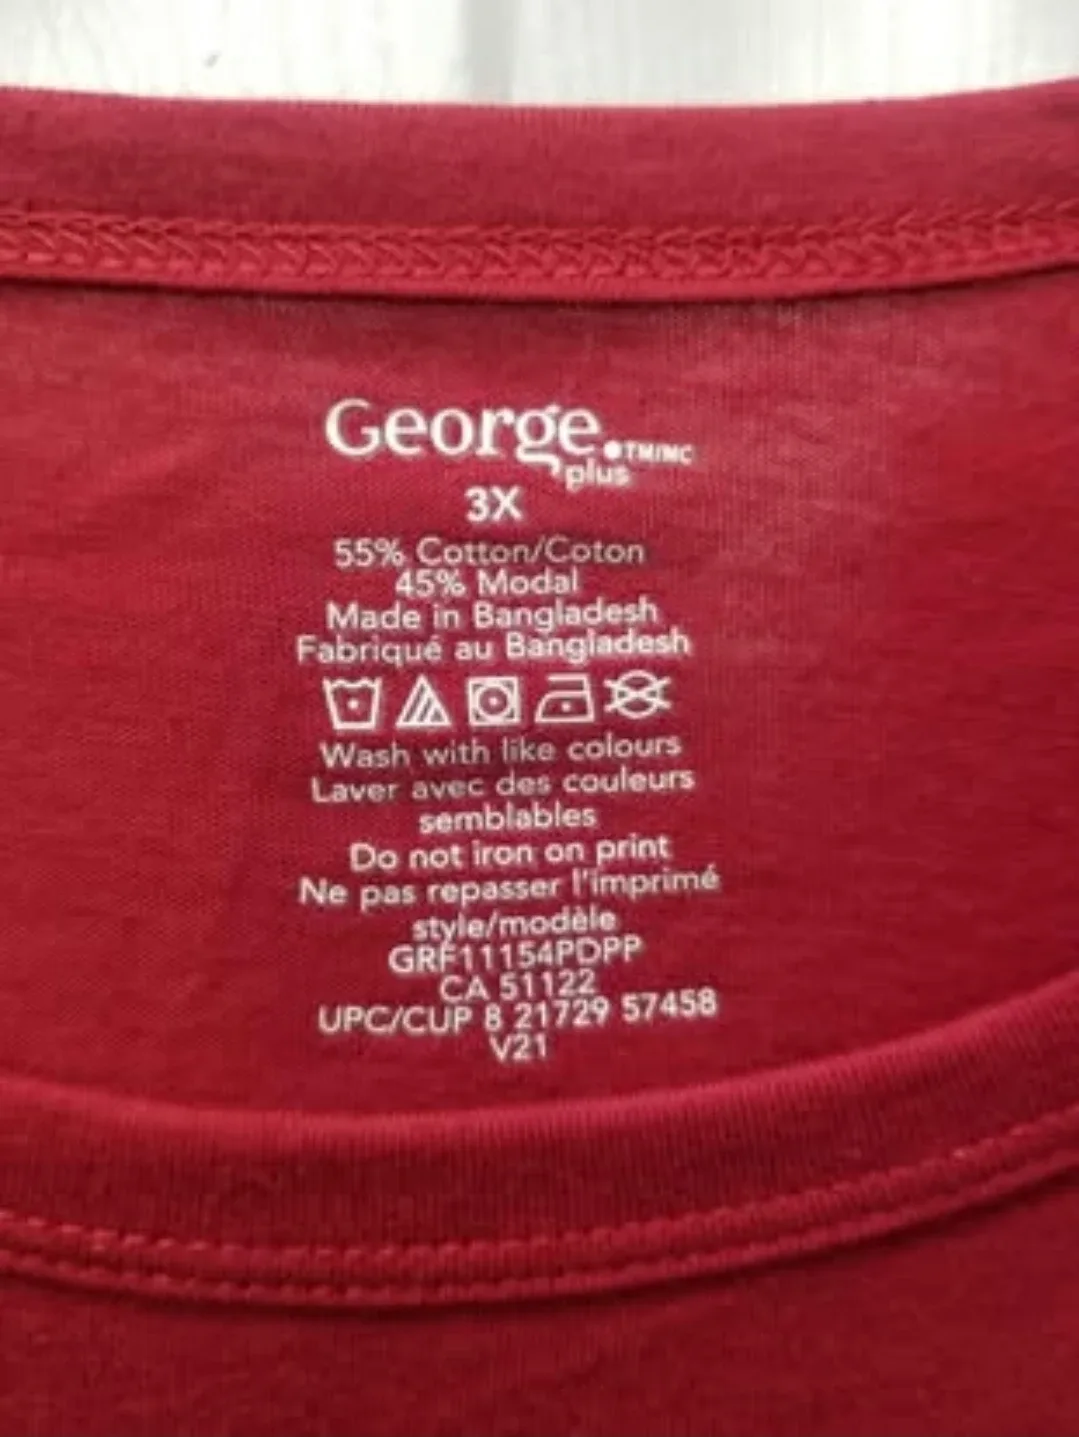 George.TM/MC
plus
3X
55% Cotton/Coton
45% Modal
Made in Bangladesh
Fabriqué au Bangladesh
Wash with like colours
Laver avec des couleurs
semblables
Do not iron on print
Ne pas repasser l'imprimé
style/modèle
GRF11154PDPP
CA 51122
UPC/CUP 8 21729 57458
V21